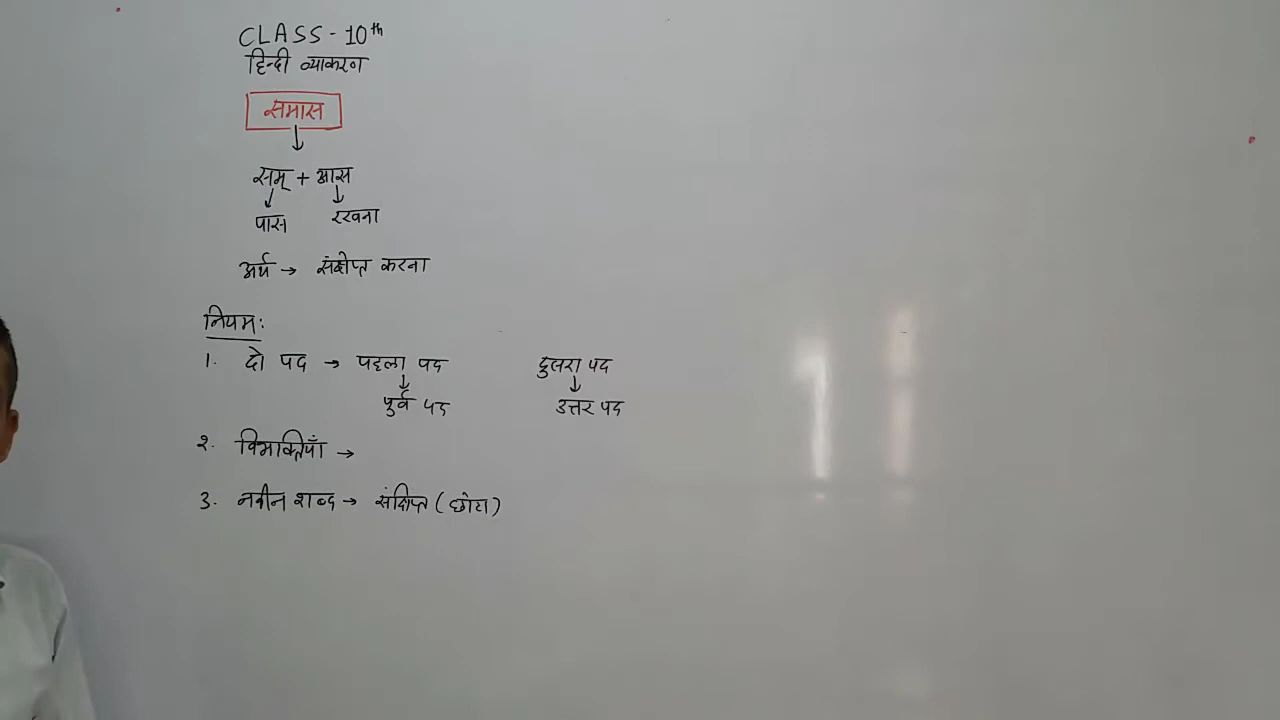 CLASS - 10th
हिन्दी व्याकरण
समास
↓
सम् + आस
↓ ↓
पास रखना
अर्थ → संक्षेप्त करना
नियम:
1. दो पद → पहला पद दुसरा पद
↓ ↓
पुर्व पद उत्तर पद
२. विभक्तियाँ →
3. नवीन शब्द → संक्षिप्त (छोटा)